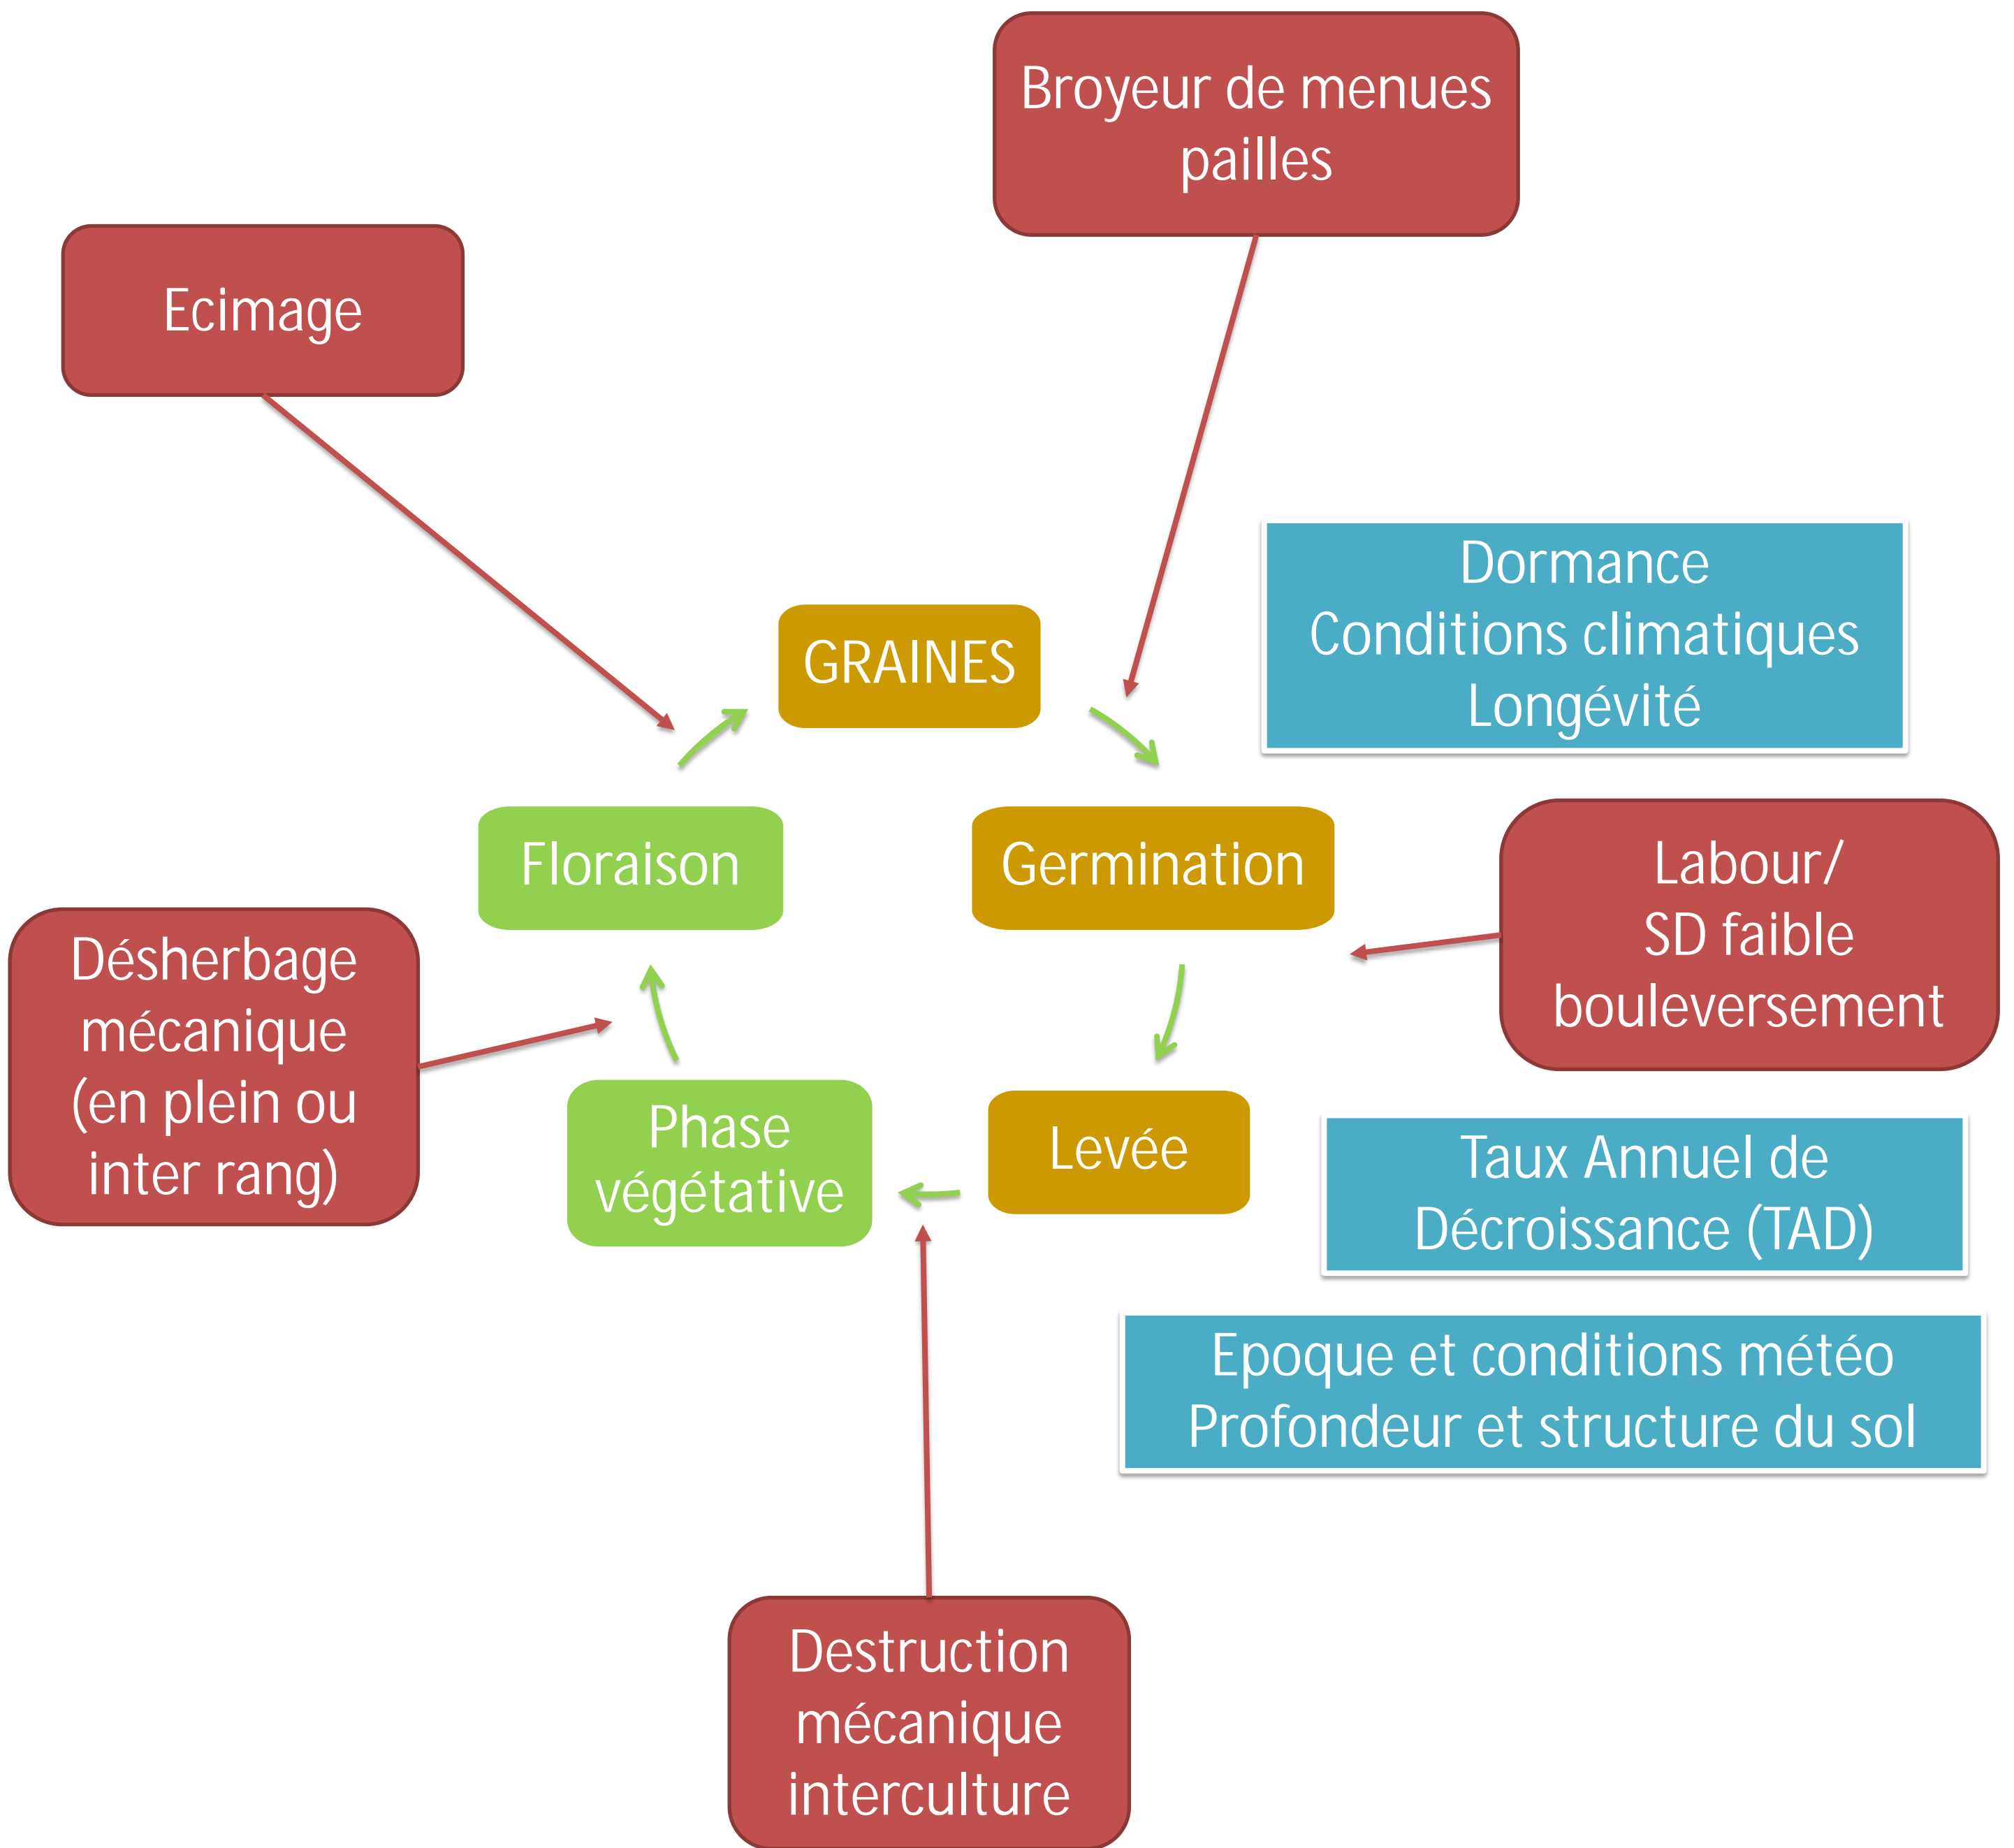 Broyeur de menues
pailles
Ecimage
Dormance
Conditions climatiques
Longévité
GRAINES
Floraison
Germination
Labour/
SD faible
bouleversement
Désherbage
mécanique
(en plein ou
inter rang)
Phase
végétative
Levée
Taux Annuel de
Décroissance (TAD)
Epoque et conditions météo
Profondeur et structure du sol
Destruction
mécanique
interculture